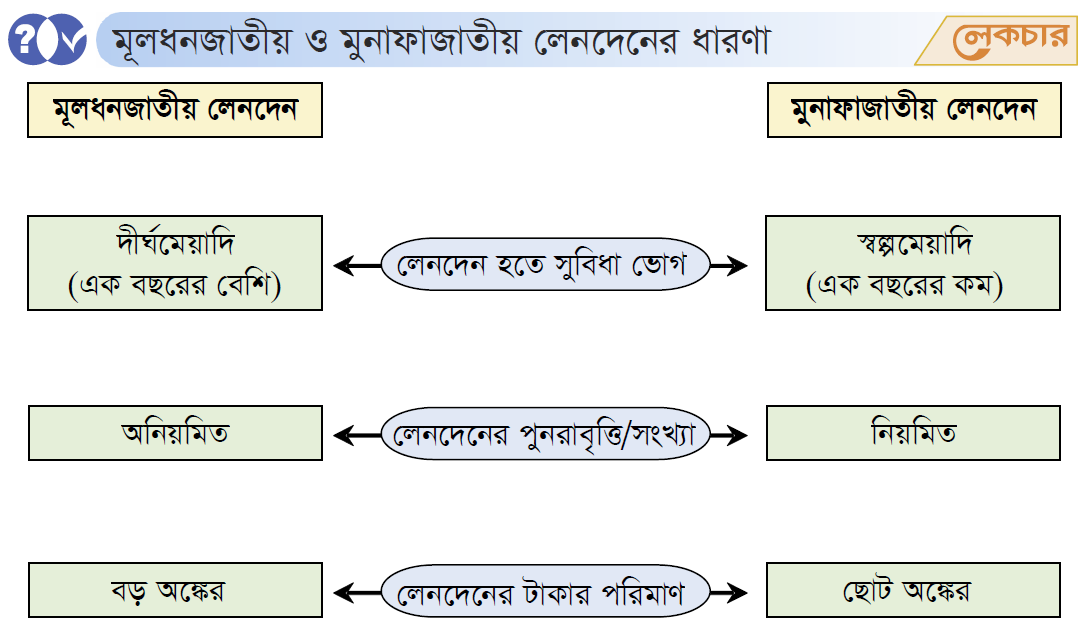 ?
মূলধনজাতীয় ও মুনাফাজাতীয় লেনদেনের ধারণা
লেকচার
মূলধনজাতীয় লেনদেন
মুনাফাজাতীয় লেনদেন
দীর্ঘমেয়াদি
(এক বছরের বেশি)
লেনদেন হতে সুবিধা ভোগ
স্বল্পমেয়াদি
(এক বছরের কম)
অনিয়মিত
লেনদেনের পুনরাবৃত্তি/সংখ্যা
নিয়মিত
বড় অঙ্কের
লেনদেনের টাকার পরিমাণ
ছোট অঙ্কের